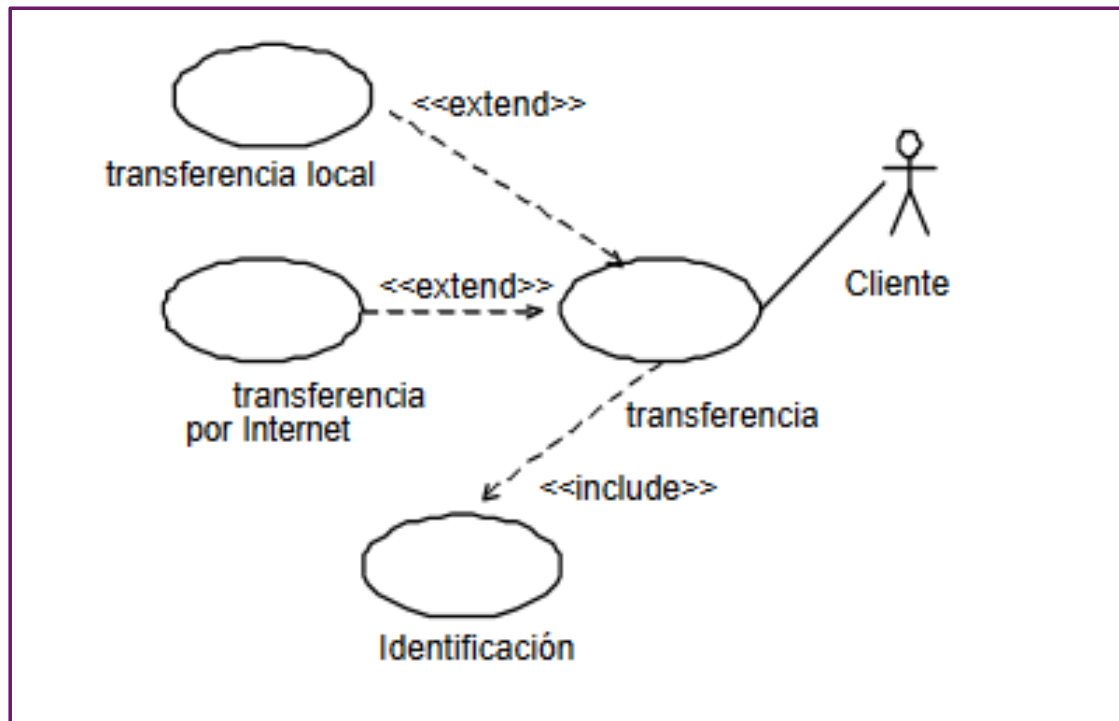 <<extend>>
transferencia local
<<extend>>
Cliente
transferencia
por Internet
transferencia
<<include>>
Identificación